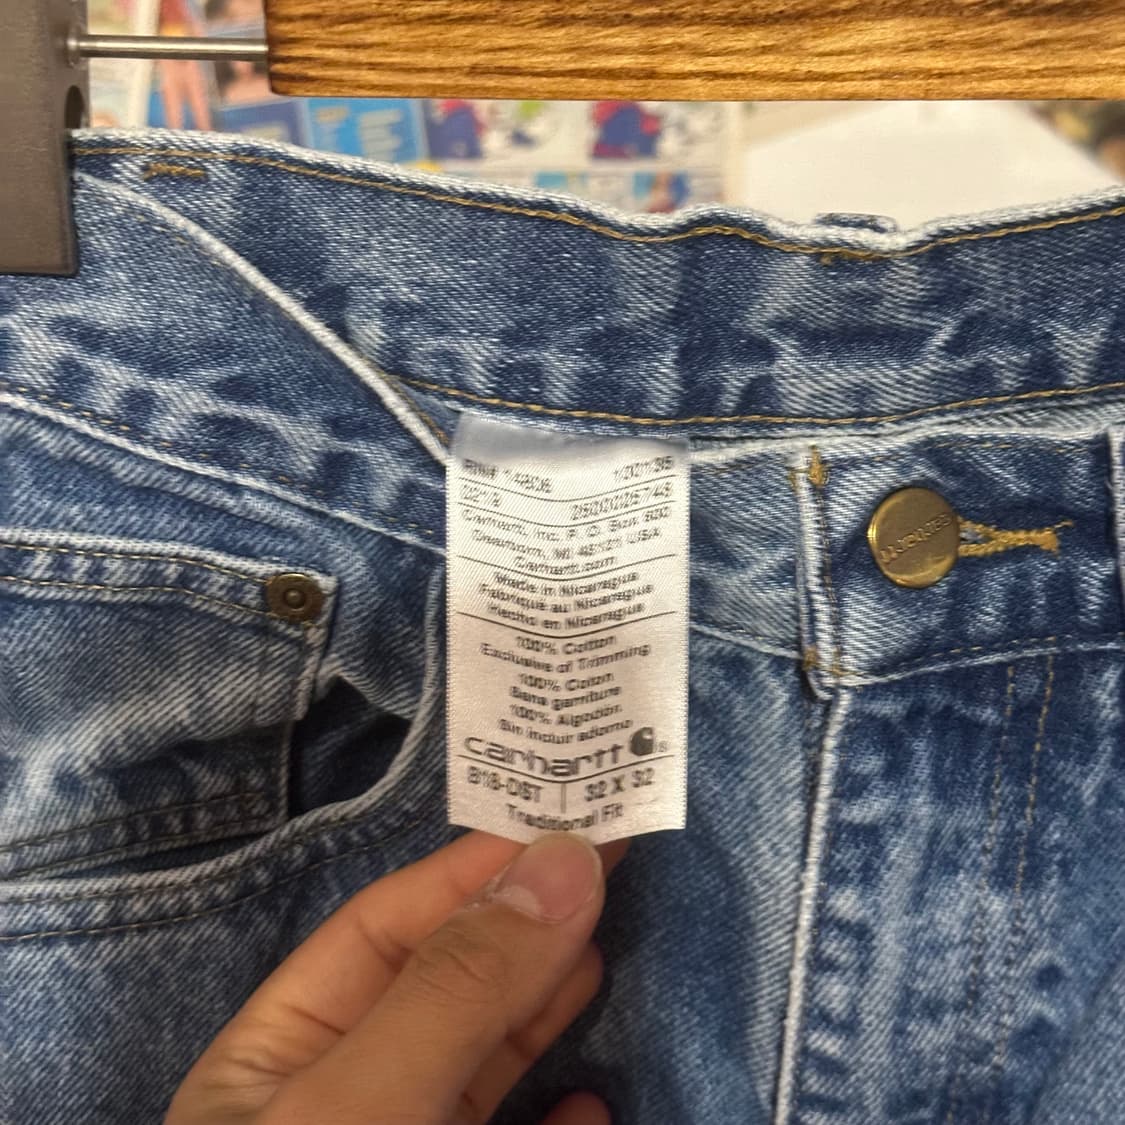 RN# 14806
Carhartt, Inc. P. O. Box 600
Dearborn, MI 48121 USA
Carhartt.com
Made in Nicaragua
Fabriqué au Nicaragua
Hecho en Nicaragua
100% Cotton
Exclusive of Trimming
100% Coton
Sans garniture
100% Algodón
Sin incluir adorno
carhartt ®
B18-DST | 32 X 32
Traditional Fit